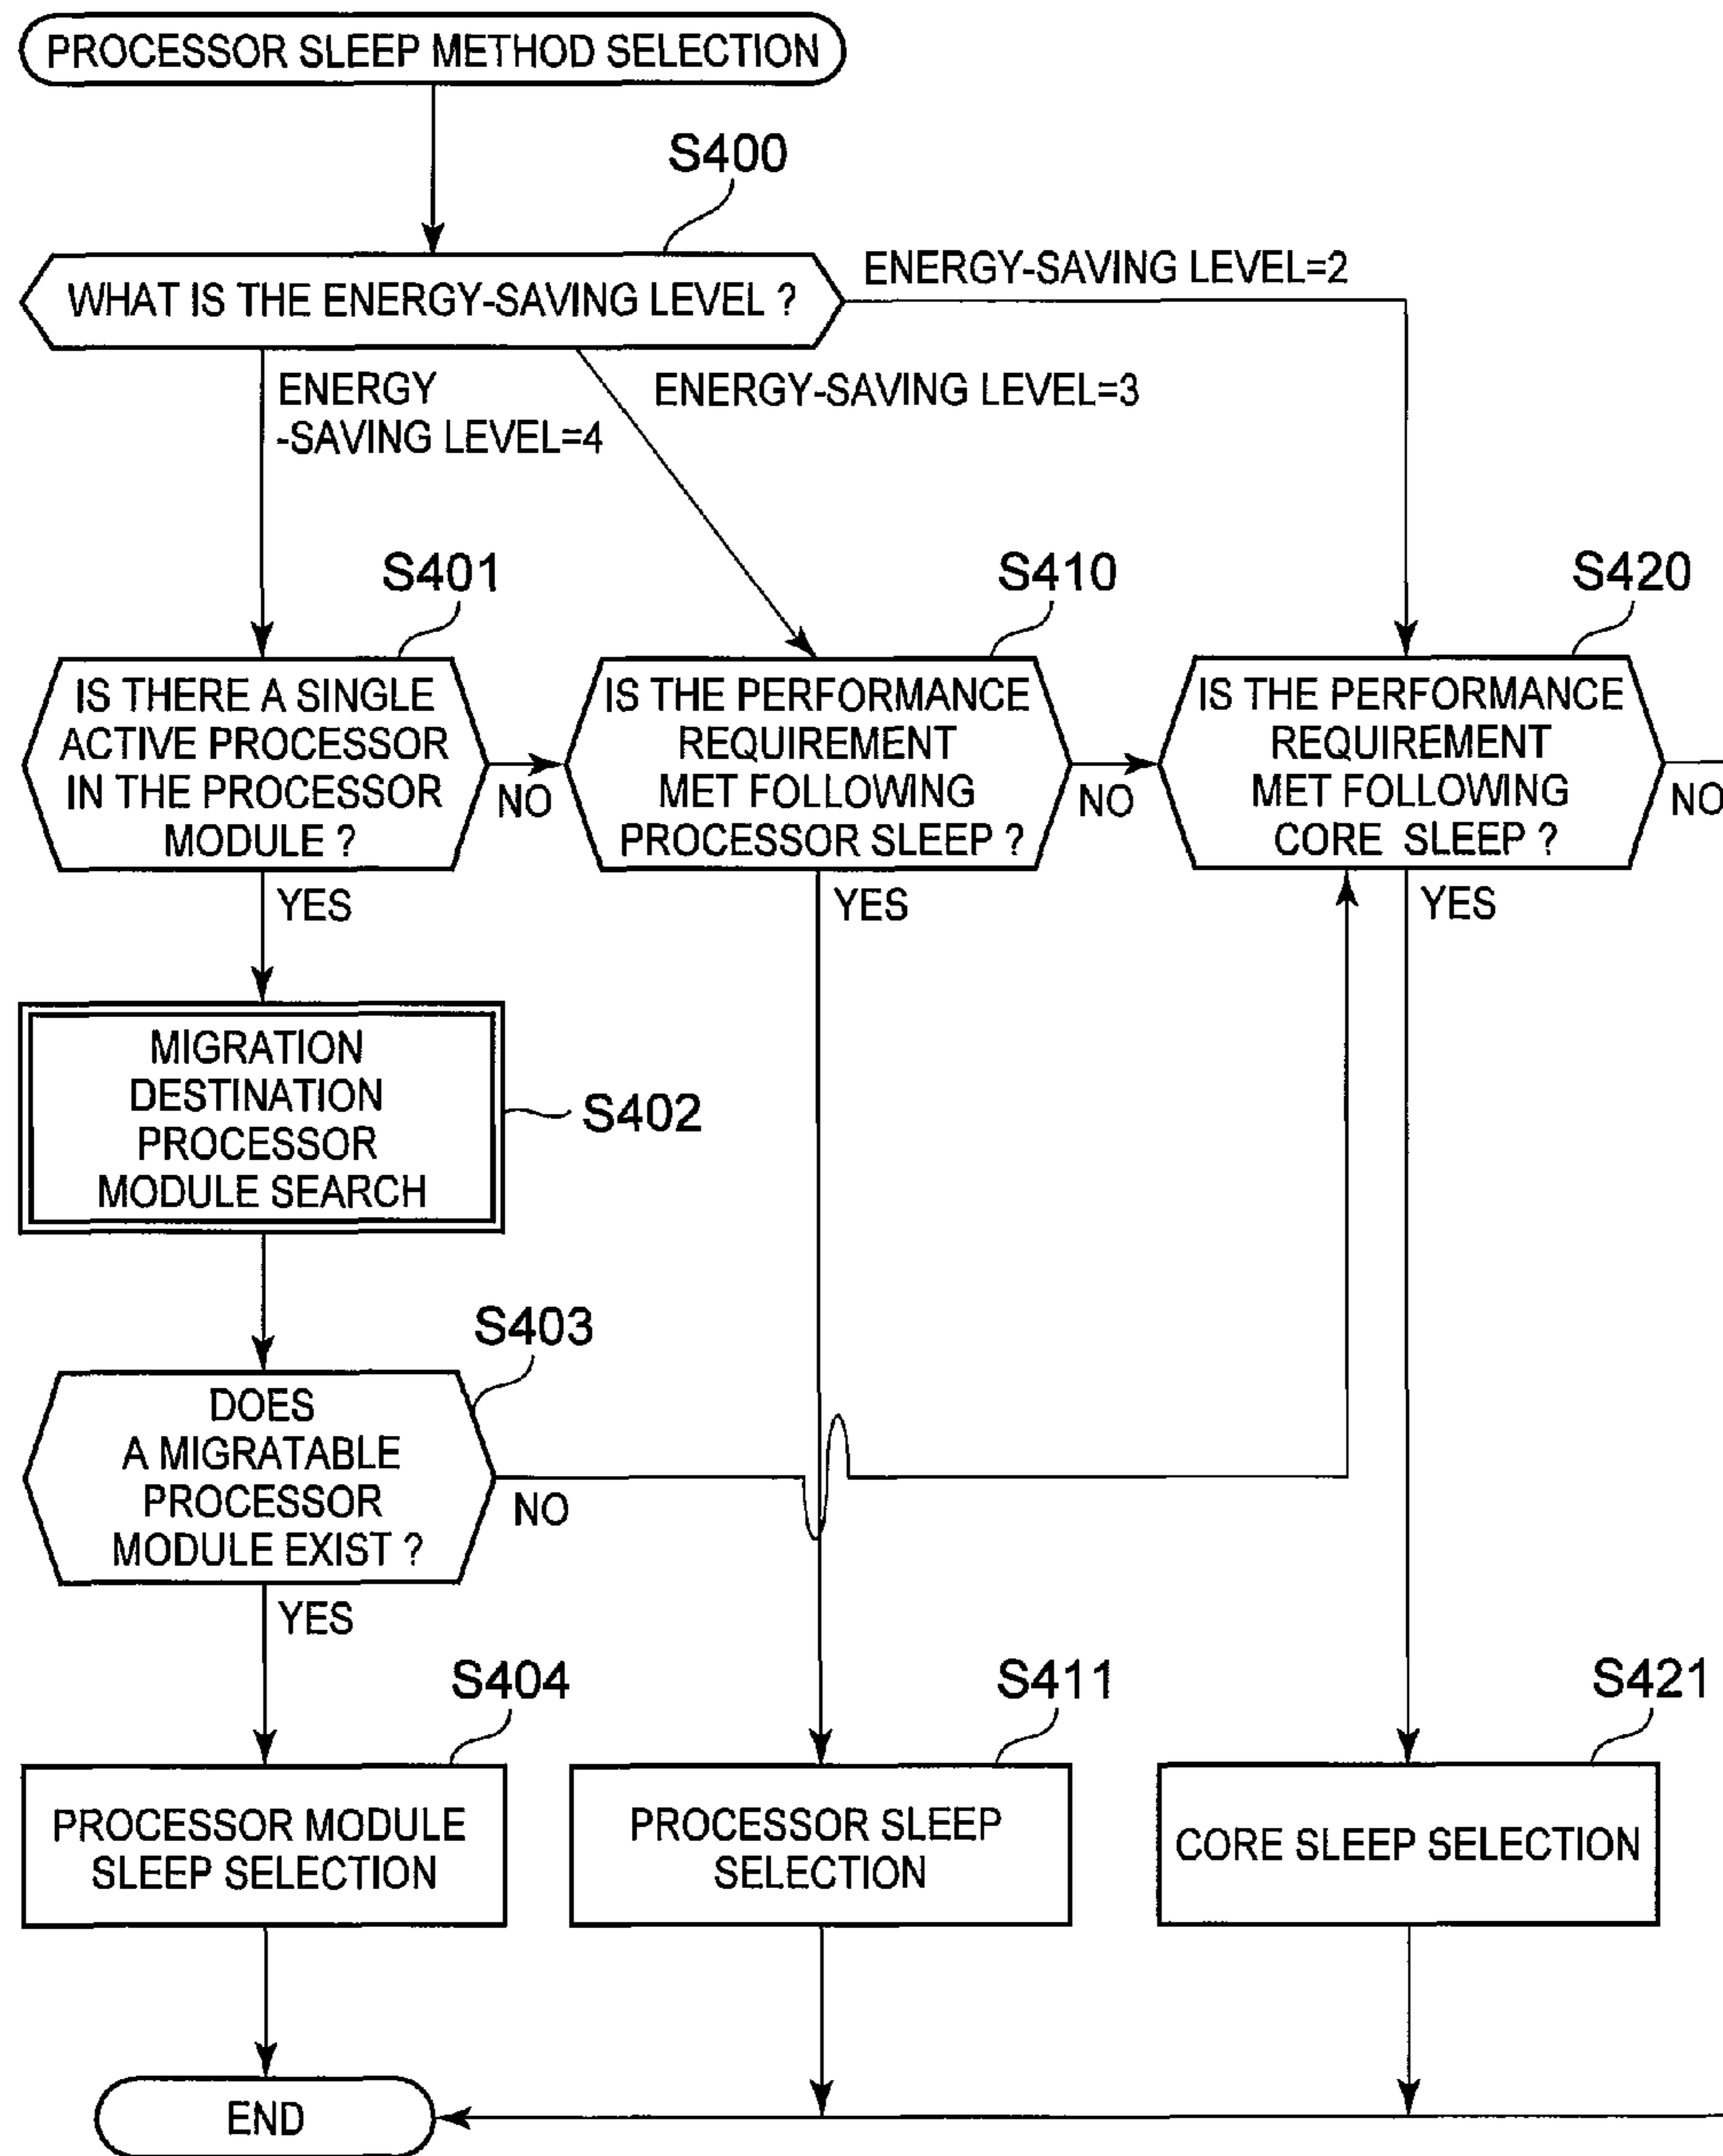 PROCESSOR SLEEP METHOD SELECTION
S400
WHAT IS THE ENERGY-SAVING LEVEL ?
ENERGY-SAVING LEVEL=2
ENERGY
-SAVING LEVEL=4
ENERGY-SAVING LEVEL=3
S401
S410
S420
IS THERE A SINGLE
ACTIVE PROCESSOR
IN THE PROCESSOR
MODULE ?
NO
IS THE PERFORMANCE
REQUIREMENT
MET FOLLOWING
PROCESSOR SLEEP ?
NO
IS THE PERFORMANCE
REQUIREMENT
MET FOLLOWING
CORE SLEEP ?
NO
YES
YES
YES
MIGRATION
DESTINATION
PROCESSOR
MODULE SEARCH
S402
S403
DOES
A MIGRATABLE
PROCESSOR
MODULE EXIST ?
NO
YES
S404
S411
S421
PROCESSOR MODULE
SLEEP SELECTION
PROCESSOR SLEEP
SELECTION
CORE SLEEP SELECTION
END